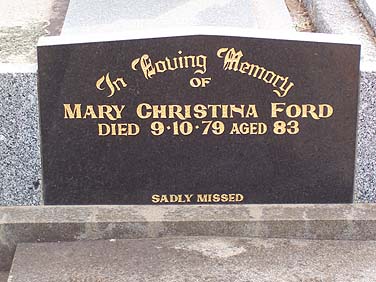 In Loving Memory
OF
MARY CHRISTINA FORD
DIED 9·10·79 AGED 83
SADLY MISSED